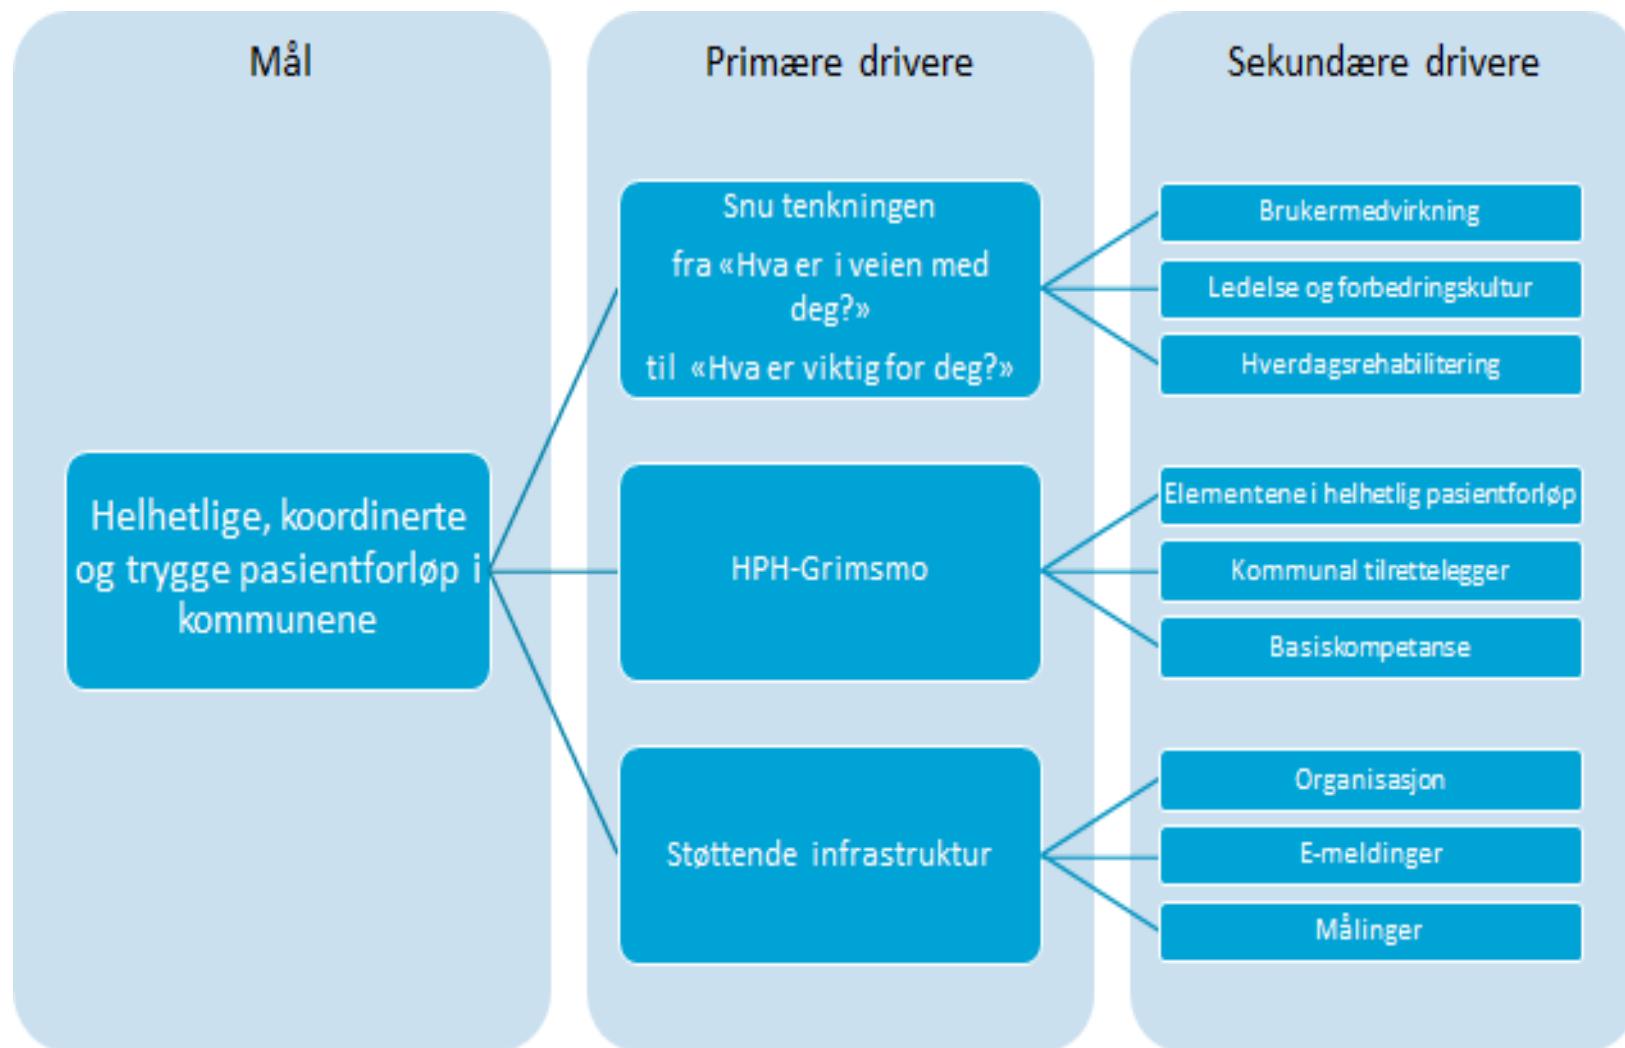 Mål
Helhetlige, koordinerte
og trygge pasientforløp i
kommunene
Primære drivere
Snu tenkningen
fra «Hva er i veien med
deg?»
til «Hva er viktig for deg?»
HPH-Grimsmo
Støttende infrastruktur
Sekundære drivere
Brukermedvirkning
Ledelse og forbedringskultur
Hverdagsrehabilitering
Elementene i helhetlig pasientforløp
Kommunal tilrettelegger
Basiskompetanse
Organisasjon
E-meldinger
Målinger